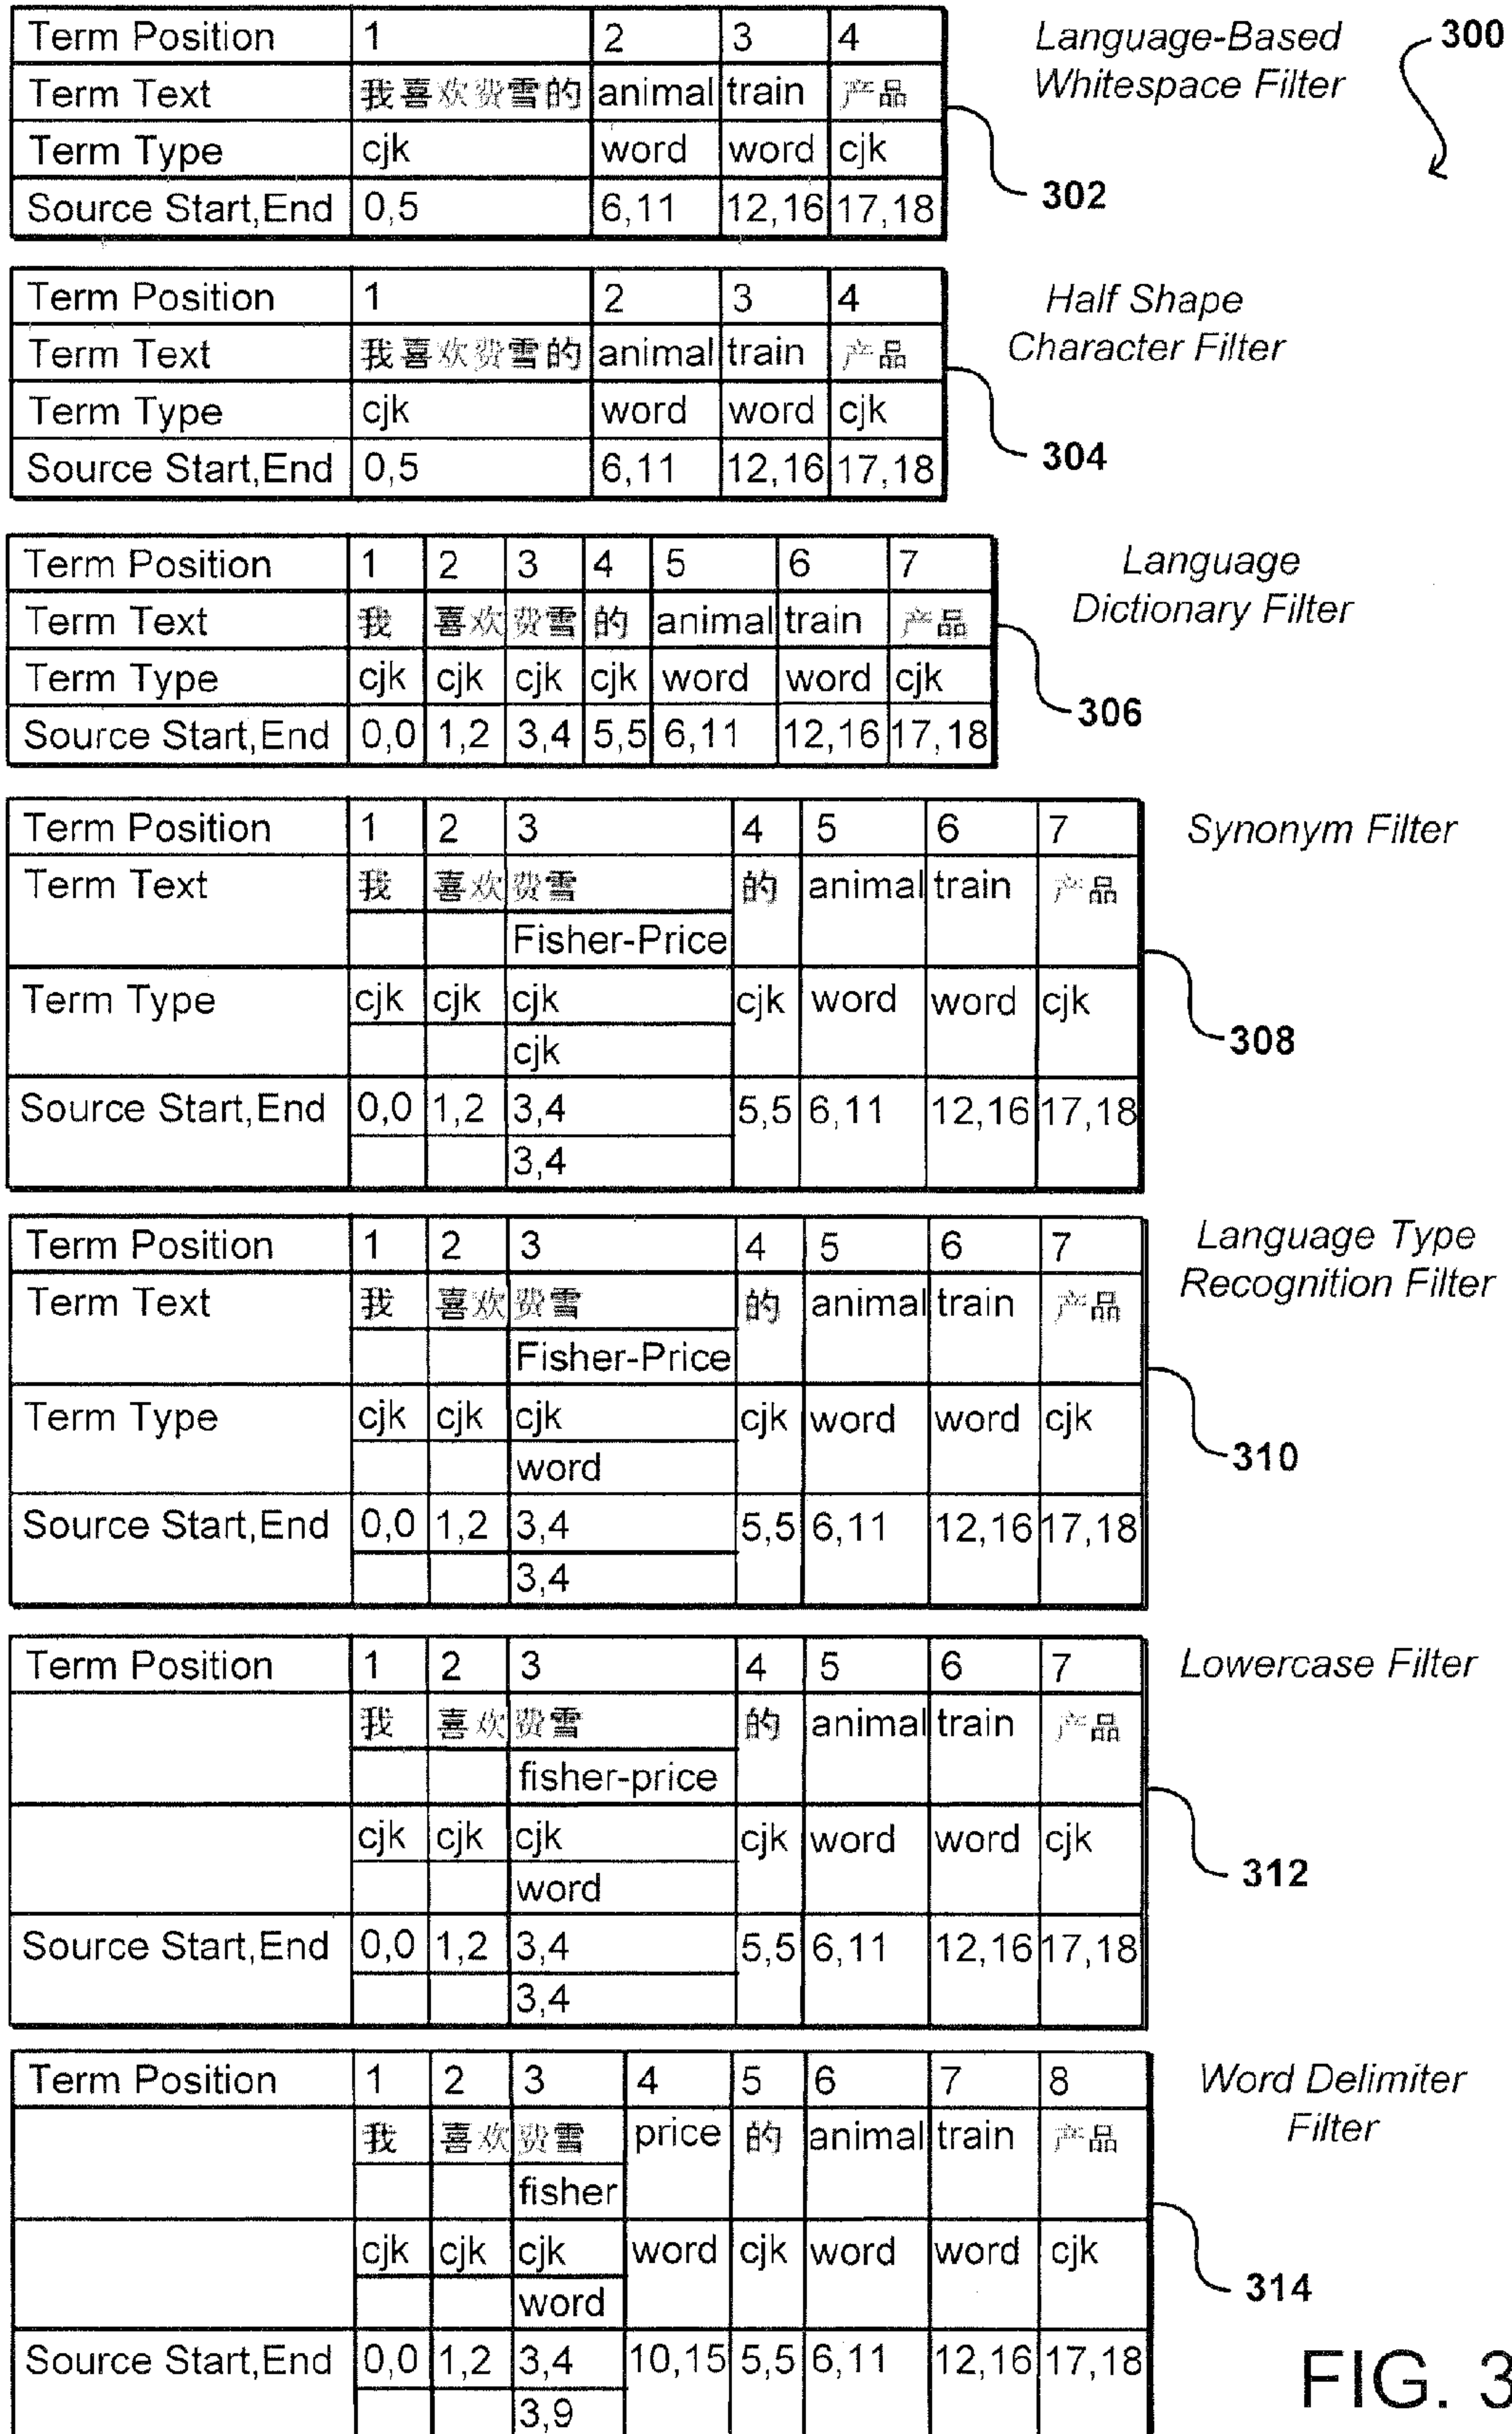 Term Position 1 2 3 4
Term Text 我喜欢费雪的 animal train 产品
Term Type cjk word word cjk
Source Start,End 0,5 6,11 12,16 17,18
Language-Based
Whitespace Filter
300
302
Term Position 1 2 3 4
Term Text 我喜欢费雪的 animal train 产品
Term Type cjk word word cjk
Source Start,End 0,5 6,11 12,16 17,18
Half Shape
Character Filter
304
Term Position 1 2 3 4 5 6 7
Term Text 我 喜欢 费雪 的 animal train 产品
Term Type cjk cjk cjk cjk word word cjk
Source Start,End 0,0 1,2 3,4 5,5 6,11 12,16 17,18
Language
Dictionary Filter
306
Term Position 1 2 3 4 5 6 7
Term Text 我 喜欢 费雪 的 animal train 产品
Fisher-Price
Term Type cjk cjk cjk cjk word word cjk
cjk
Source Start,End 0,0 1,2 3,4 5,5 6,11 12,16 17,18
3,4
Synonym Filter
308
Term Position 1 2 3 4 5 6 7
Term Text 我 喜欢 费雪 的 animal train 产品
Fisher-Price
Term Type cjk cjk cjk cjk word word cjk
word
Source Start,End 0,0 1,2 3,4 5,5 6,11 12,16 17,18
3,4
Language Type
Recognition Filter
310
Term Position 1 2 3 4 5 6 7
我 喜欢 费雪 的 animal train 产品
fisher-price
cjk cjk cjk cjk word word cjk
word
Source Start,End 0,0 1,2 3,4 5,5 6,11 12,16 17,18
3,4
Lowercase Filter
312
Term Position 1 2 3 4 5 6 7 8
我 喜欢 费雪 price 的 animal train 产品
fisher
cjk cjk cjk word cjk word word cjk
word
Source Start,End 0,0 1,2 3,4 10,15 5,5 6,11 12,16 17,18
3,9
Word Delimiter
Filter
314
FIG. 3